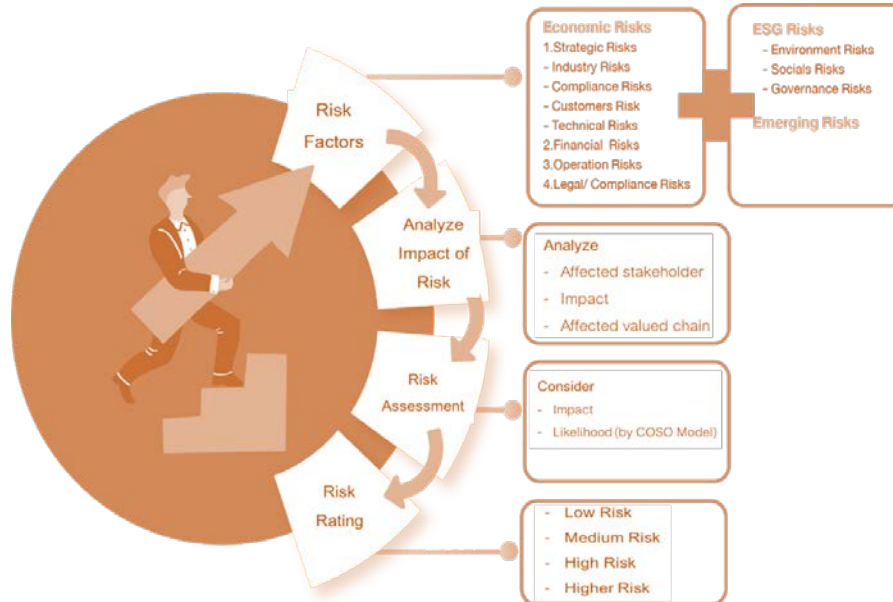 Risk
Factors
Analyze
Impact of
Risk
Risk
Assessment
Risk
Rating
Economic Risks
1.Strategic Risks
- Industry Risks
- Compliance Risks
- Customers Risk
- Technical Risks
2.Financial Risks
3.Operation Risks
4.Legal/ Compliance Risks
ESG Risks
- Environment Risks
- Socials Risks
- Governance Risks
Emerging Risks
Analyze
- Affected stakeholder
- Impact
- Affected valued chain
Consider
- Impact
- Likelihood (by COSO Model)
- Low Risk
- Medium Risk
- High Risk
- Higher Risk